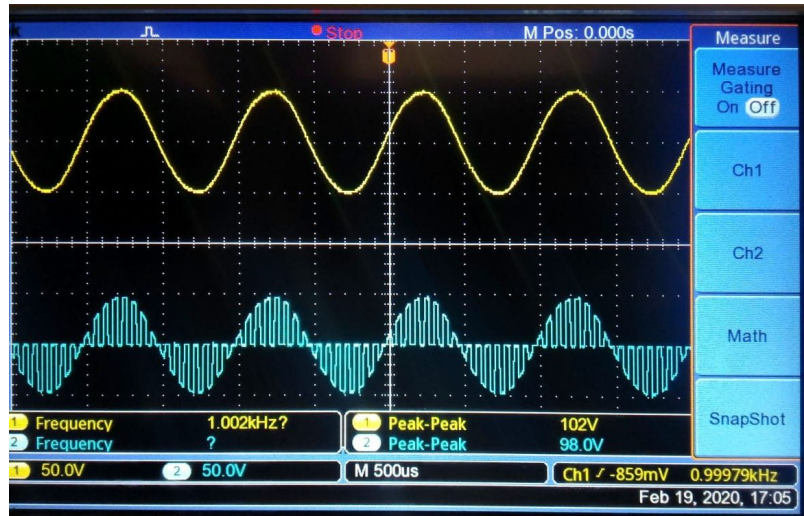 Stop M Pos: 0.000s
Measure
Measure
Gating
On Off
Ch1
Ch2
Math
SnapShot
1 Frequency 1.002kHz? 1 Peak-Peak 102V
2 Frequency ? 2 Peak-Peak 98.0V
1 50.0V 2 50.0V M 500us Ch1 -859mV 0.99979kHz
Feb 19, 2020, 17:05